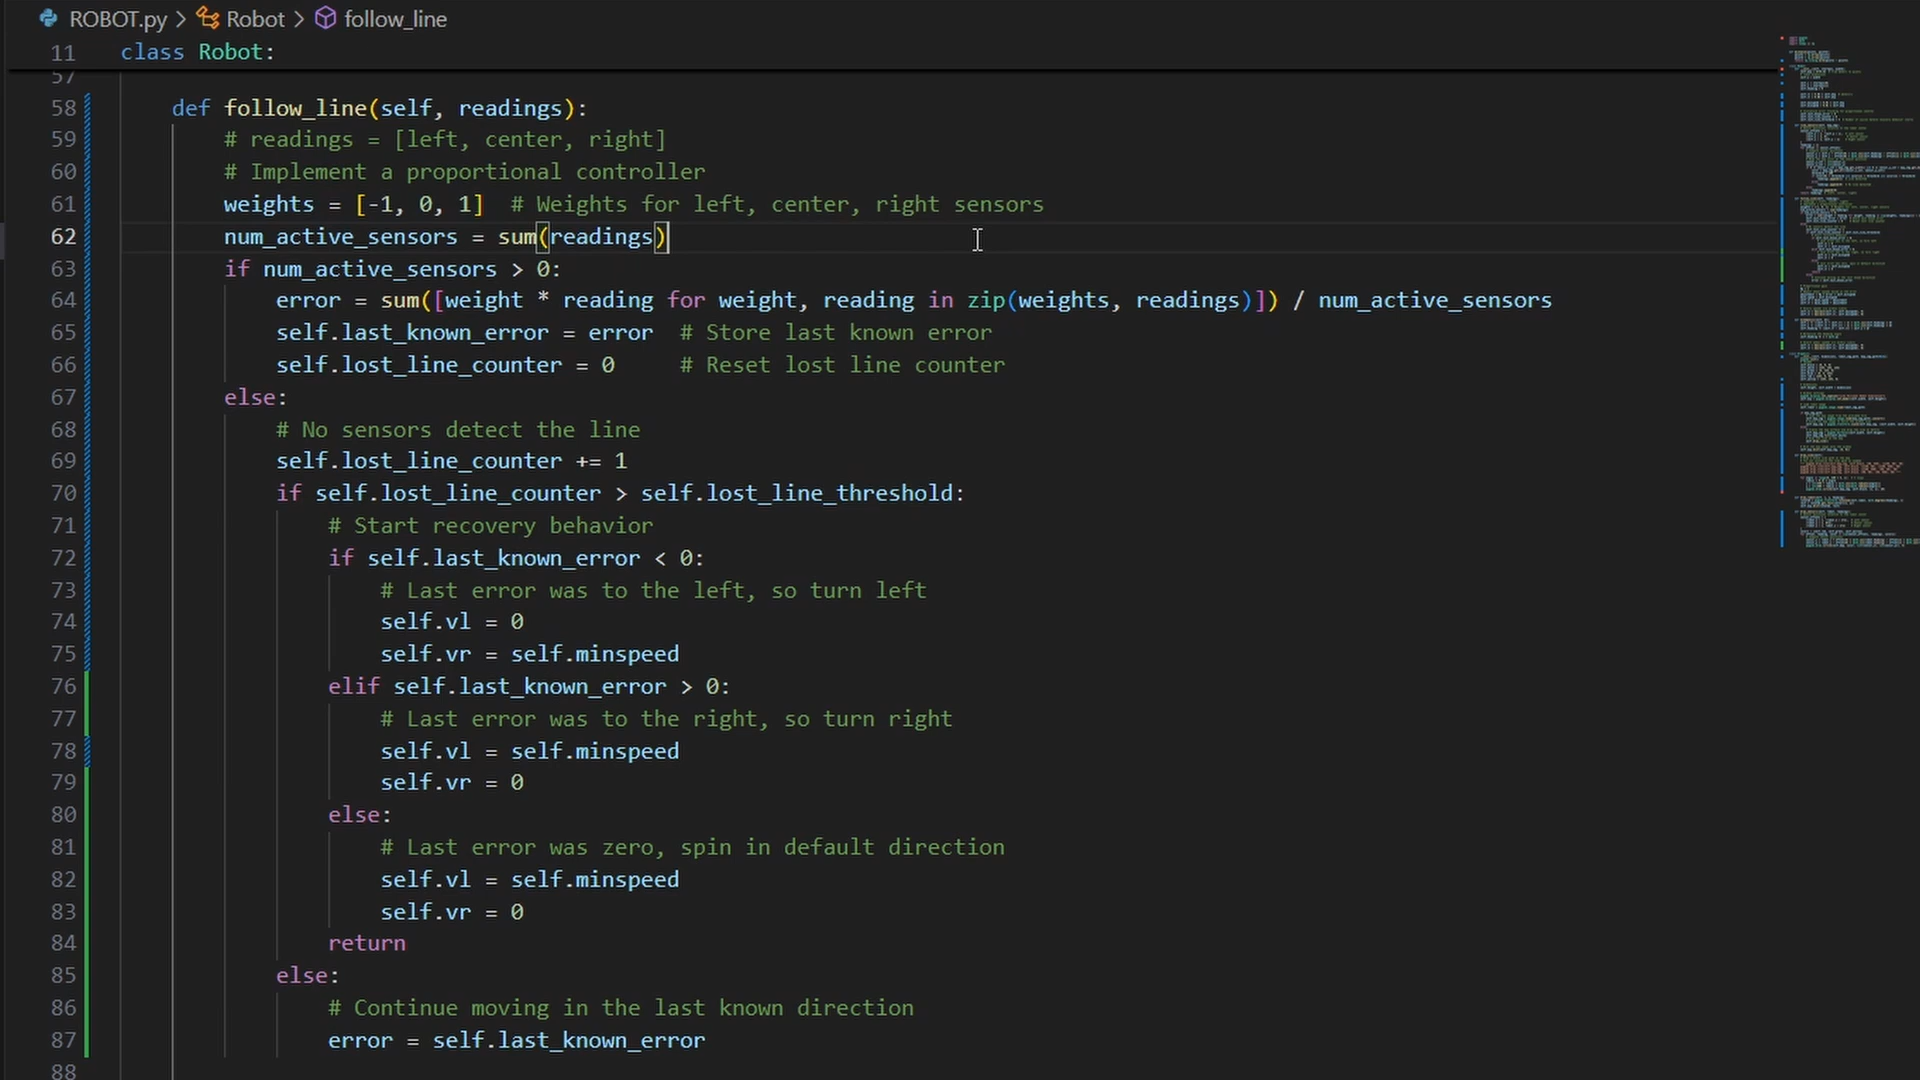 ROBOT.py > Robot > follow_line
11 class Robot:
57
58 def follow_line(self, readings):
59 # readings = [left, center, right]
60 # Implement a proportional controller
61 weights = [-1, 0, 1]  # Weights for left, center, right sensors
62 num_active_sensors = sum(readings)
63 if num_active_sensors > 0:
64 error = sum([weight * reading for weight, reading in zip(weights, readings)]) / num_active_sensors
65 self.last_known_error = error  # Store last known error
66 self.lost_line_counter = 0     # Reset lost line counter
67 else:
68 # No sensors detect the line
69 self.lost_line_counter += 1
70 if self.lost_line_counter > self.lost_line_threshold:
71 # Start recovery behavior
72 if self.last_known_error < 0:
73 # Last error was to the left, so turn left
74 self.vl = 0
75 self.vr = self.minspeed
76 elif self.last_known_error > 0:
77 # Last error was to the right, so turn right
78 self.vl = self.minspeed
79 self.vr = 0
80 else:
81 # Last error was zero, spin in default direction
82 self.vl = self.minspeed
83 self.vr = 0
84 return
85 else:
86 # Continue moving in the last known direction
87 error = self.last_known_error
88